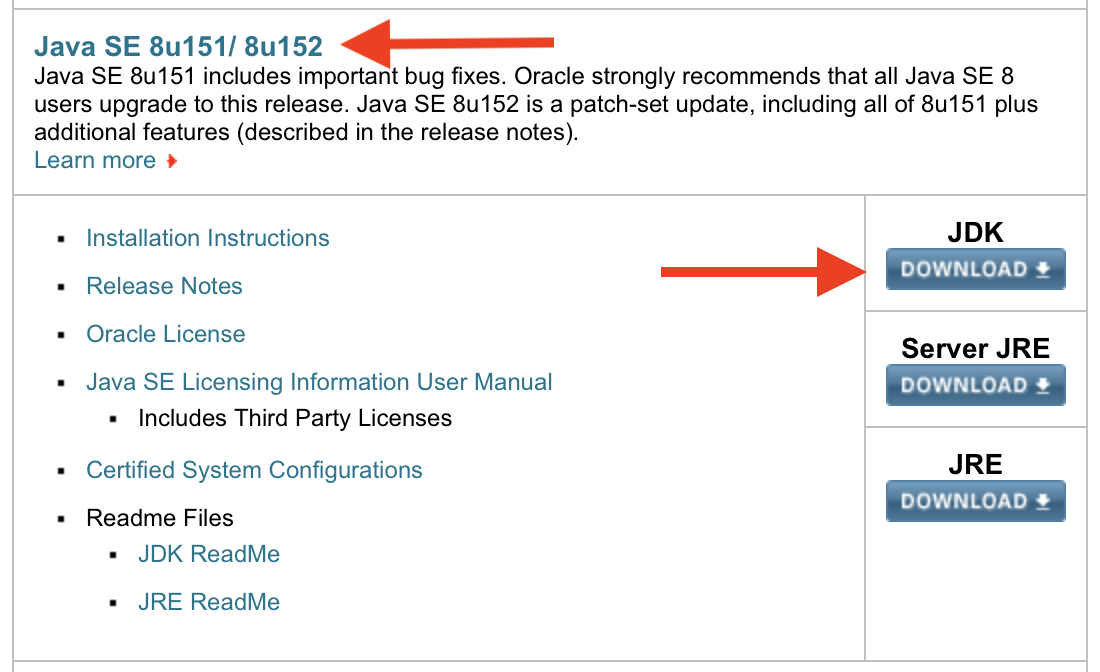 Java SE 8u151/ 8u152
Java SE 8u151 includes important bug fixes. Oracle strongly recommends that all Java SE 8
users upgrade to this release. Java SE 8u152 is a patch-set update, including all of 8u151 plus
additional features (described in the release notes).
Learn more
Installation Instructions
Release Notes
Oracle License
Java SE Licensing Information User Manual
Includes Third Party Licenses
Certified System Configurations
Readme Files
JDK ReadMe
JRE ReadMe
JDK
DOWNLOAD
Server JRE
DOWNLOAD
JRE
DOWNLOAD